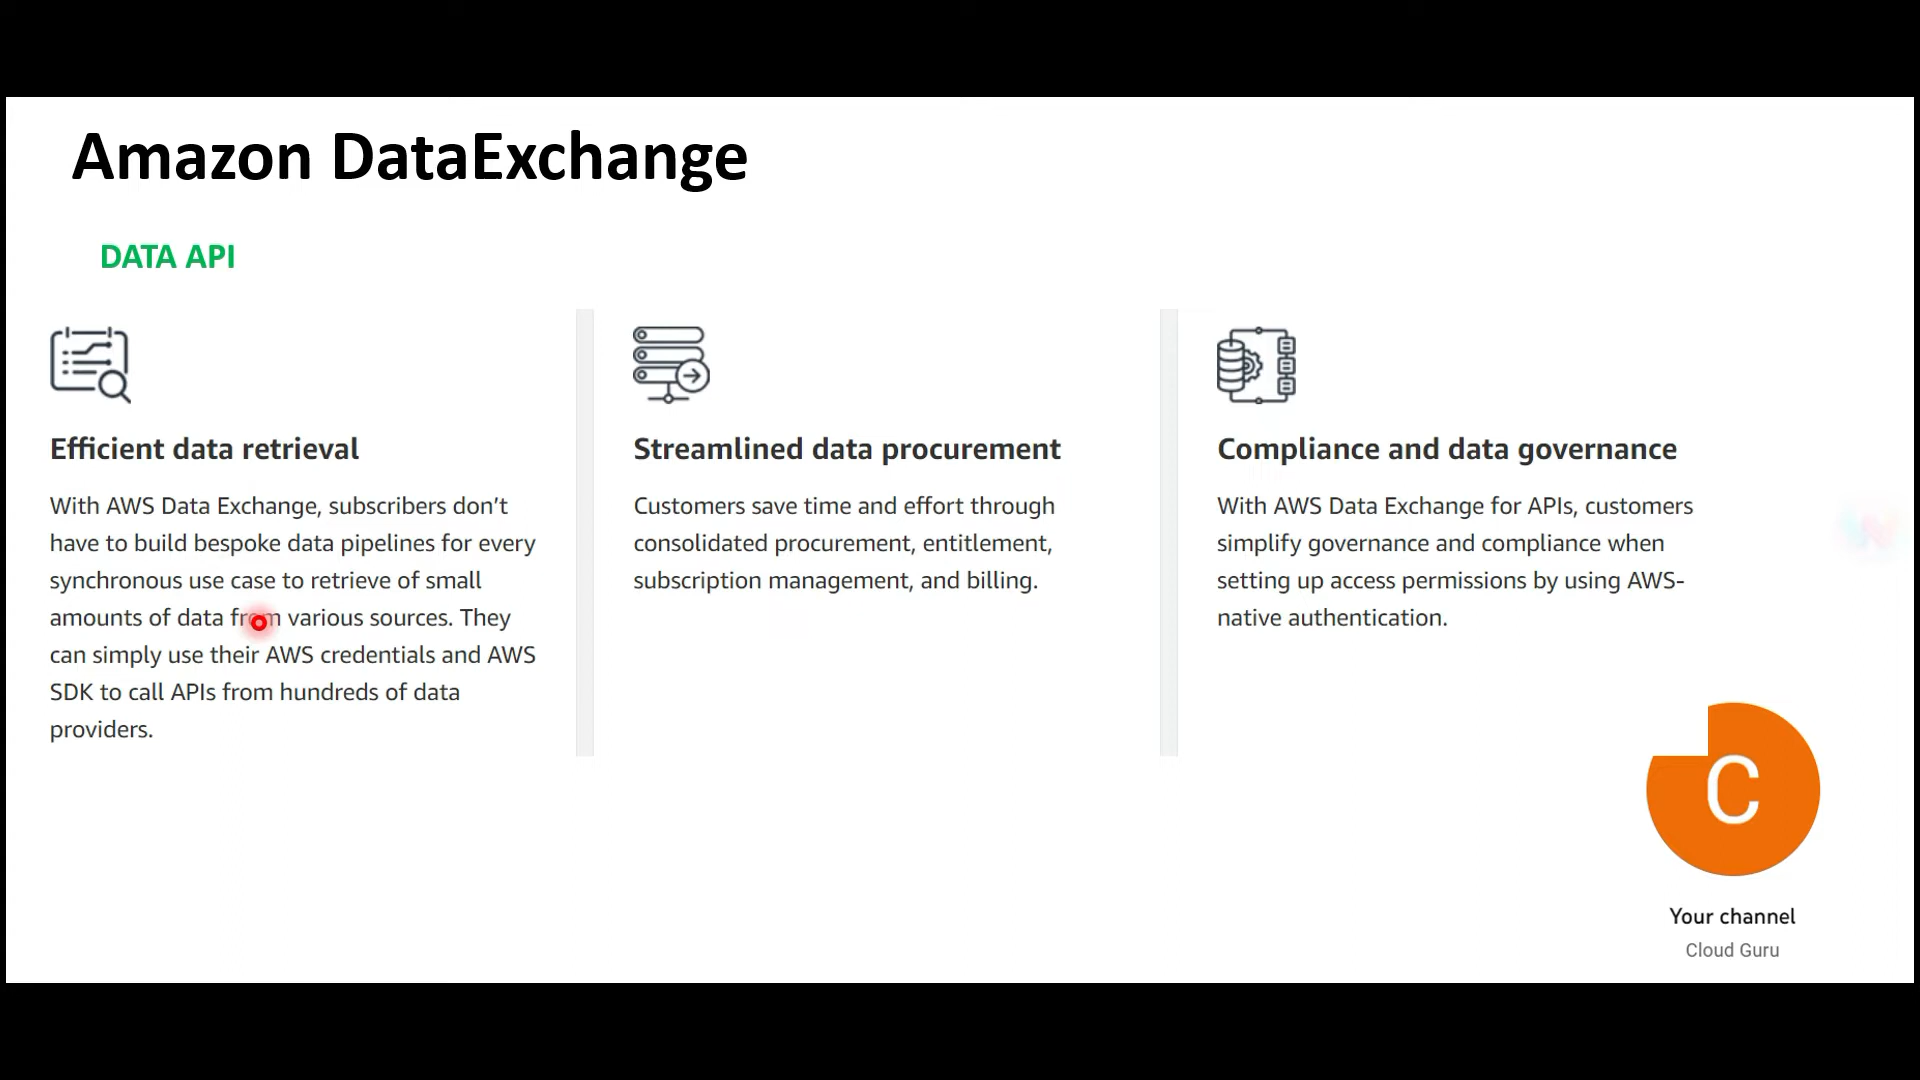 Amazon DataExchange
DATA API
Efficient data retrieval
With AWS Data Exchange, subscribers don’t
have to build bespoke data pipelines for every
synchronous use case to retrieve of small
amounts of data from various sources. They
can simply use their AWS credentials and AWS
SDK to call APIs from hundreds of data
providers.
Streamlined data procurement
Customers save time and effort through
consolidated procurement, entitlement,
subscription management, and billing.
Compliance and data governance
With AWS Data Exchange for APIs, customers
simplify governance and compliance when
setting up access permissions by using AWS-
native authentication.
C
Your channel
Cloud Guru